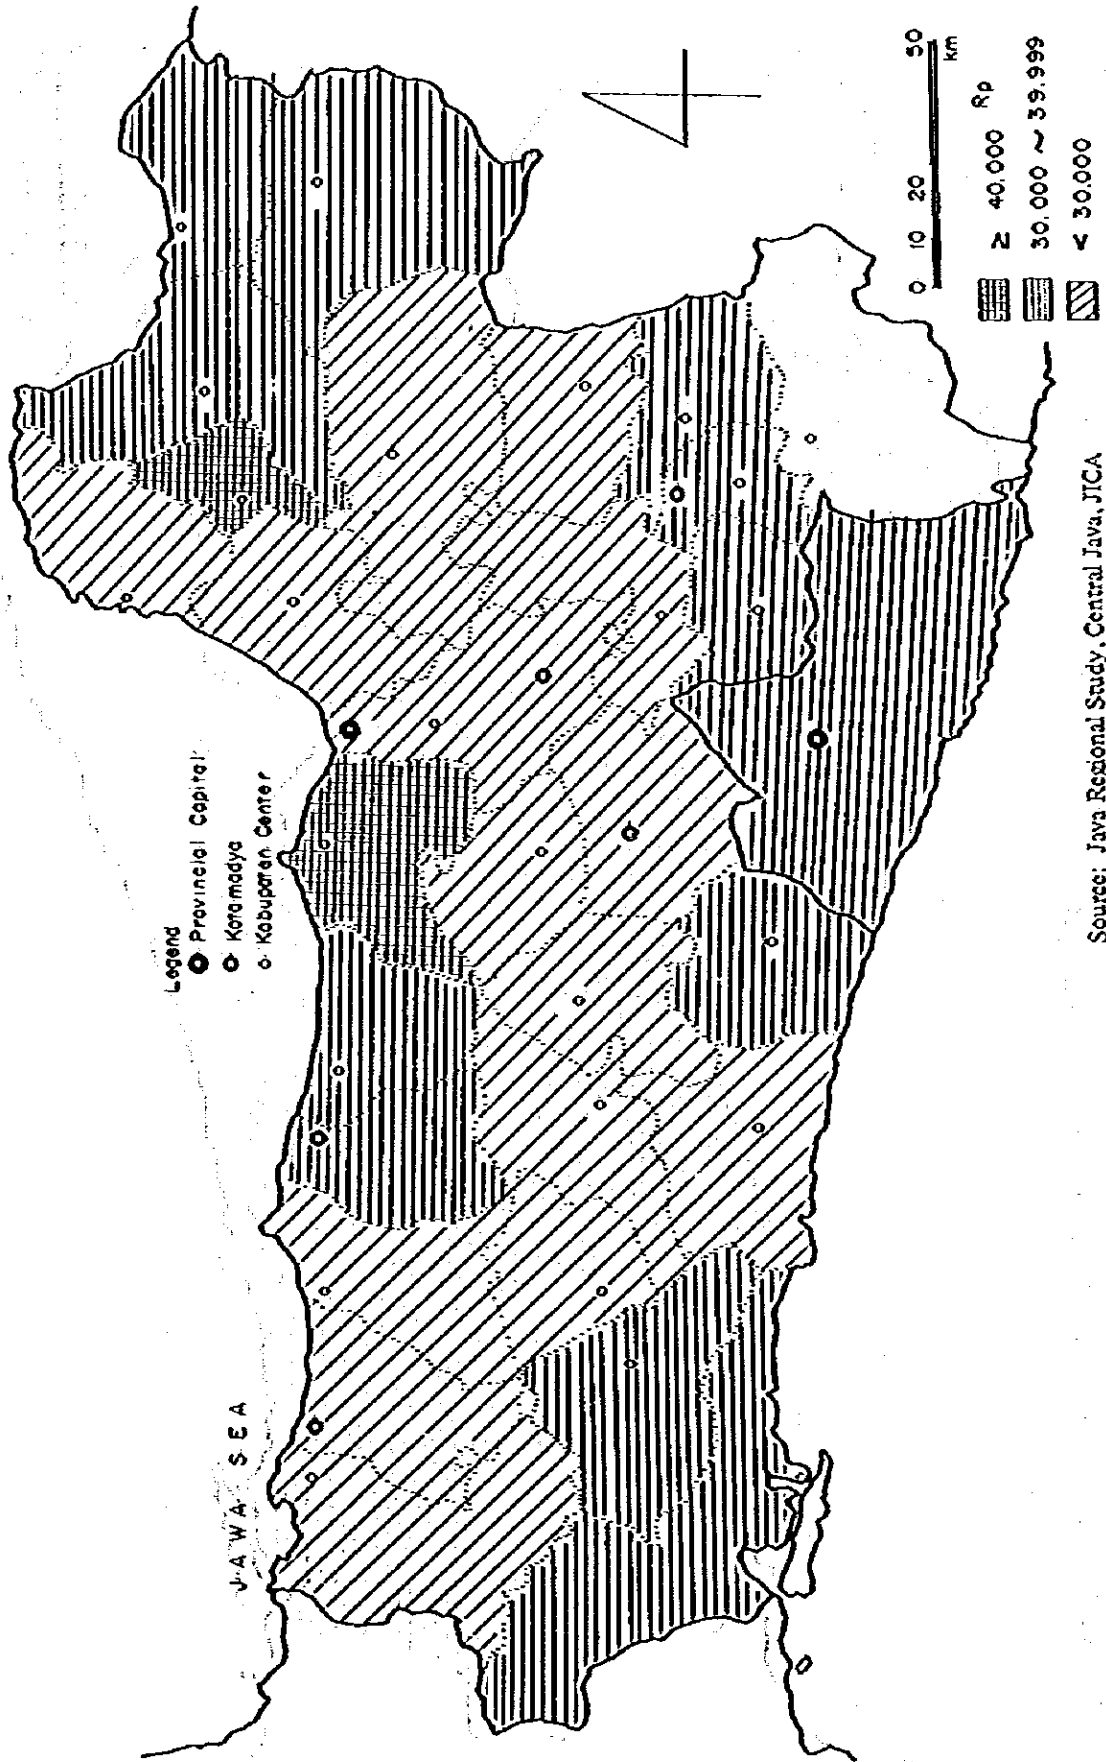 JAWA SEA
Legend
Provincial Capital
Kotamadya
Kabupaten Center
0 10 20 50
km
≥ 40.000 Rp
30.000 ~ 39.999
< 30.000
Source: Java Regional Study, Central Java, JICA